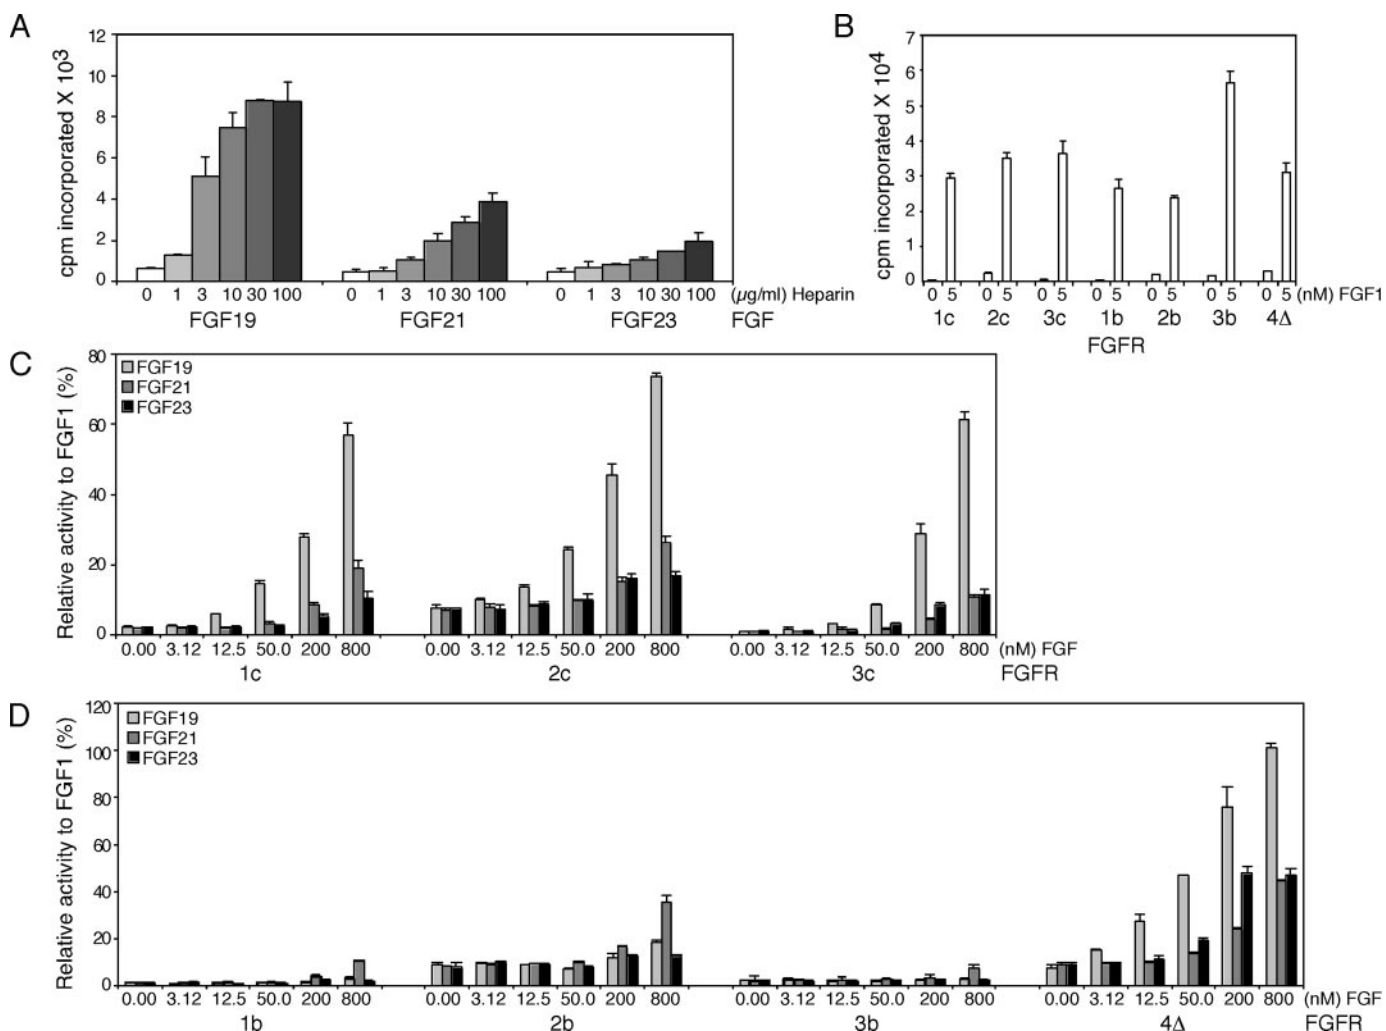 A
cpm incorporated X 10³
12
10
8
6
4
2
0
0 1 3 10 30 100 0 1 3 10 30 100 0 1 3 10 30 100 (µg/ml) Heparin
FGF19 FGF21 FGF23 FGF
B
cpm incorporated X 10⁴
7
6
5
4
3
2
1
0
0 5 0 5 0 5 0 5 0 5 0 5 0 5 (nM) FGF1
1c 2c 3c 1b 2b 3b 4Δ
FGFR
C
Relative activity to FGF1 (%)
80
60
40
20
0
FGF19
FGF21
FGF23
0.00 3.12 12.5 50.0 200 800 0.00 3.12 12.5 50.0 200 800 0.00 3.12 12.5 50.0 200 800 (nM) FGF
1c 2c 3c FGFR
D
Relative activity to FGF1 (%)
120
100
80
60
40
20
0
FGF19
FGF21
FGF23
0.00 3.12 12.5 50.0 200 800 0.00 3.12 12.5 50.0 200 800 0.00 3.12 12.5 50.0 200 800 0.00 3.12 12.5 50.0 200 800 (nM) FGF
1b 2b 3b 4Δ FGFR